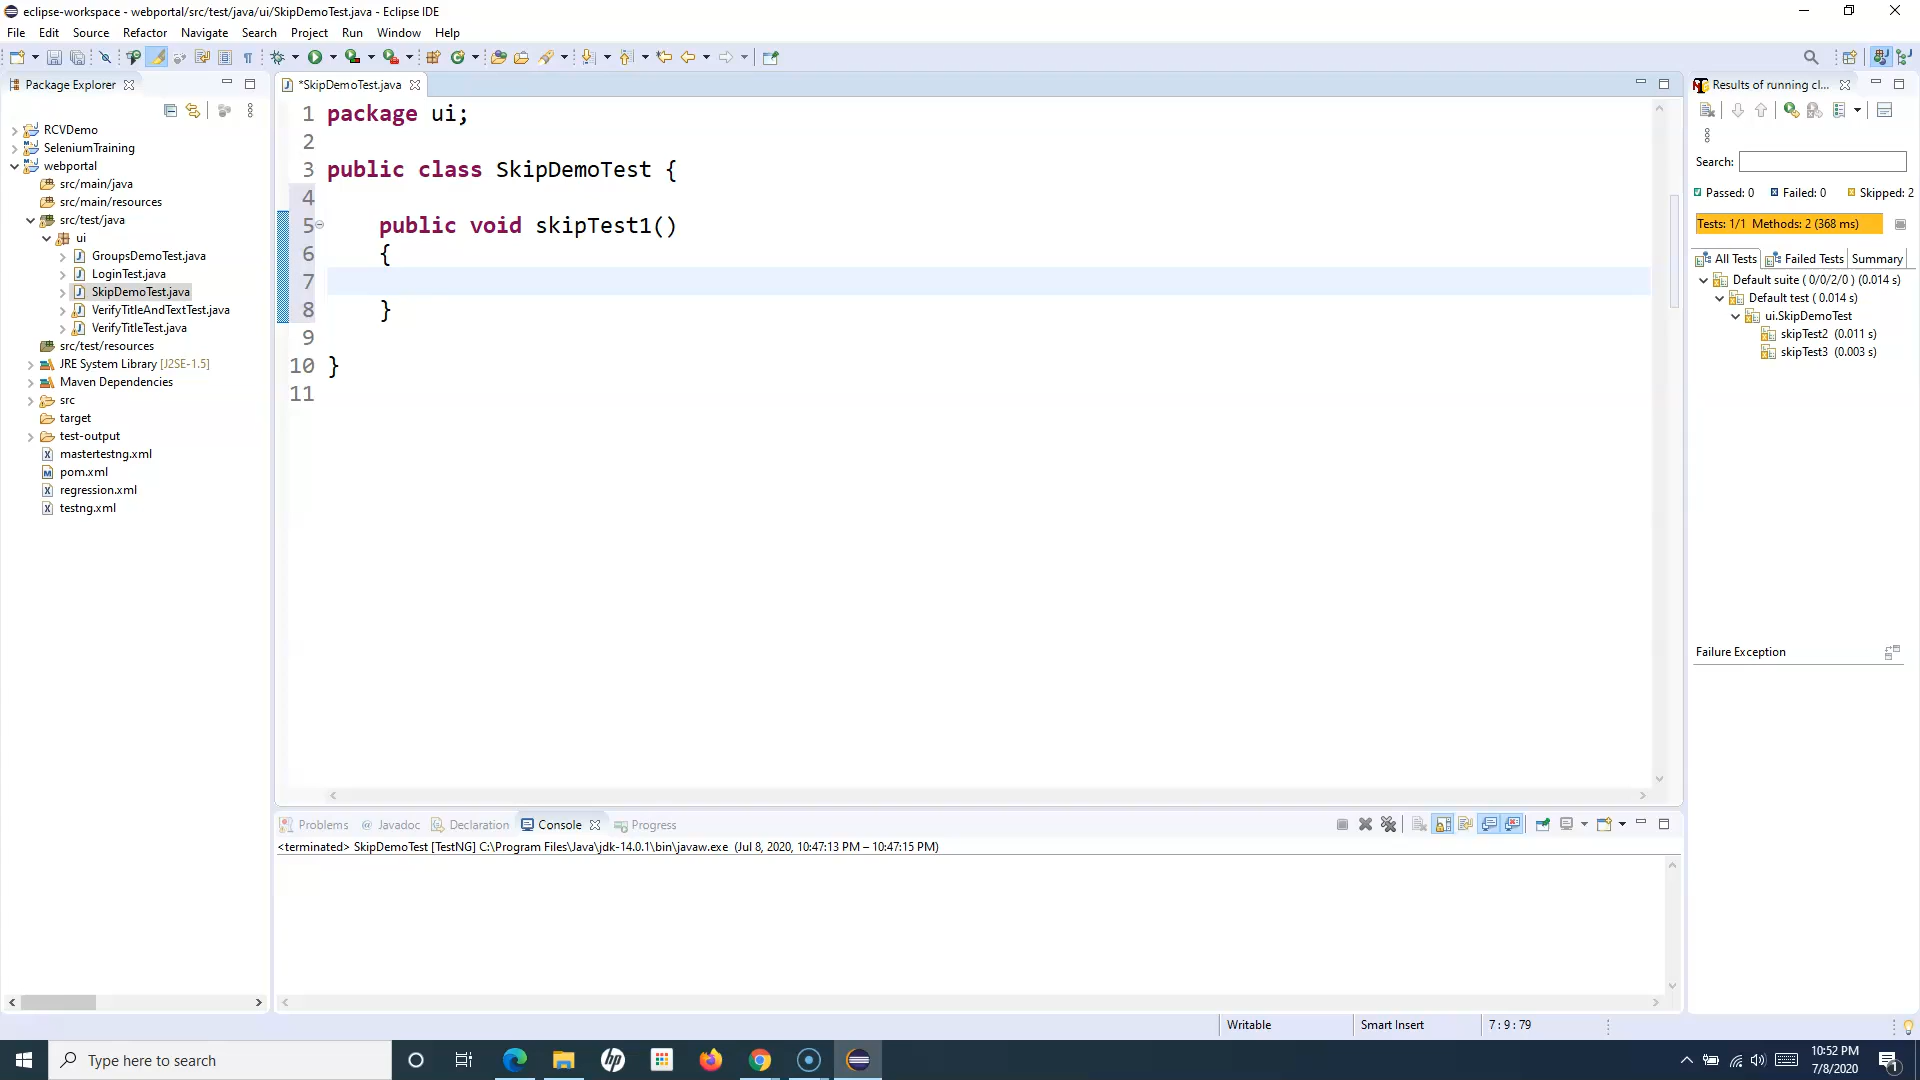 eclipse-workspace - webportal/src/test/java/ui/SkipDemoTest.java - Eclipse IDE
File Edit Source Refactor Navigate Search Project Run Window Help
Package Explorer
RCVDemo
SeleniumTraining
webportal
src/main/java
src/main/resources
src/test/java
ui
GroupsDemoTest.java
LoginTest.java
SkipDemoTest.java
VerifyTitleAndTextTest.java
VerifyTitleTest.java
src/test/resources
JRE System Library [J2SE-1.5]
Maven Dependencies
src
target
test-output
mastertestng.xml
pom.xml
regression.xml
testng.xml
*SkipDemoTest.java
1 package ui;
2
3 public class SkipDemoTest {
4
5 public void skipTest1()
6 {
7
8 }
9
10 }
11
Results of running cl...
Search:
Passed: 0 Failed: 0 Skipped: 2
Tests: 1/1 Methods: 2 (368 ms)
All Tests Failed Tests Summary
Default suite ( 0/0/2/0 ) (0.014 s)
Default test ( 0.014 s)
ui.SkipDemoTest
skipTest2 (0.011 s)
skipTest3 (0.003 s)
Failure Exception
Problems Javadoc Declaration Console Progress
<terminated> SkipDemoTest [TestNG] C:\Program Files\Java\jdk-14.0.1\bin\javaw.exe (Jul 8, 2020, 10:47:13 PM – 10:47:15 PM)
Writable Smart Insert 7 : 9 : 79
Type here to search
hp
10:52 PM
7/8/2020
1